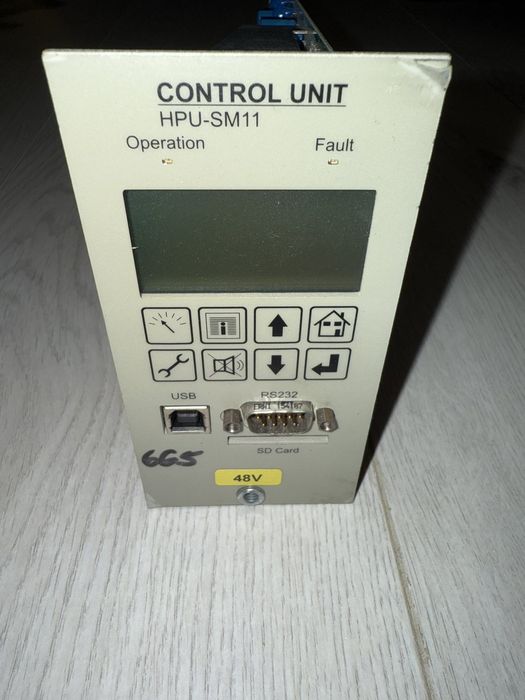 CONTROL UNIT
HPU-SM11
Operation Fault
USB RS232
SD Card
665
48V